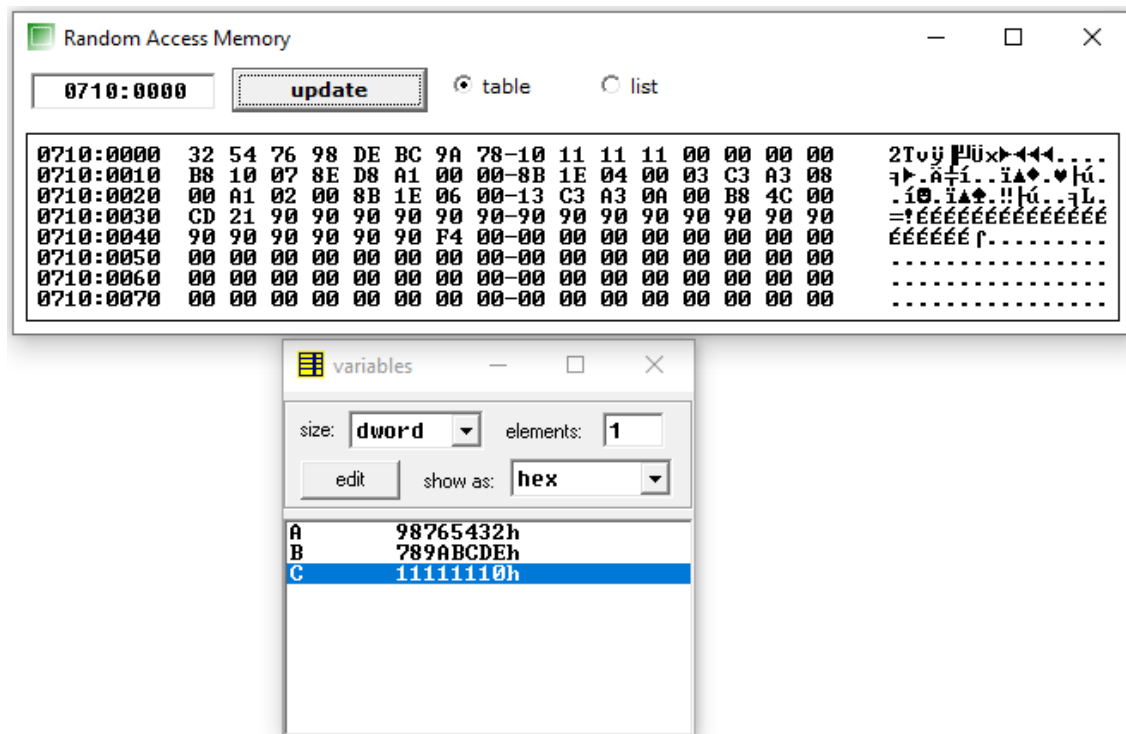 Random Access Memory
0710:0000 update table list
0710:0000 32 54 76 98 DE BC 9A 78-10 11 11 11 00 00 00 00 2Tvÿ ▐╝Üx►◄◄◄....
0710:0010 B8 10 07 8E D8 A1 00 00-8B 1E 04 00 03 C3 A3 08 ╕►.Ä╪í..ï▲♦.♥├ú.
0710:0020 00 A1 02 00 8B 1E 06 00-13 C3 A3 0A 00 B8 4C 00 .í☻.ï▲♠.‼├ú..╕L.
0710:0030 CD 21 90 90 90 90 90 90-90 90 90 90 90 90 90 90 =!ÉÉÉÉÉÉÉÉÉÉÉÉÉÉ
0710:0040 90 90 90 90 90 90 F4 00-00 00 00 00 00 00 00 00 ÉÉÉÉÉÉ⌠.........
0710:0050 00 00 00 00 00 00 00 00-00 00 00 00 00 00 00 00 ................
0710:0060 00 00 00 00 00 00 00 00-00 00 00 00 00 00 00 00 ................
0710:0070 00 00 00 00 00 00 00 00-00 00 00 00 00 00 00 00 ................
variables
size: dword elements: 1
edit show as: hex
A 98765432h
B 789ABCDEh
C 11111110h